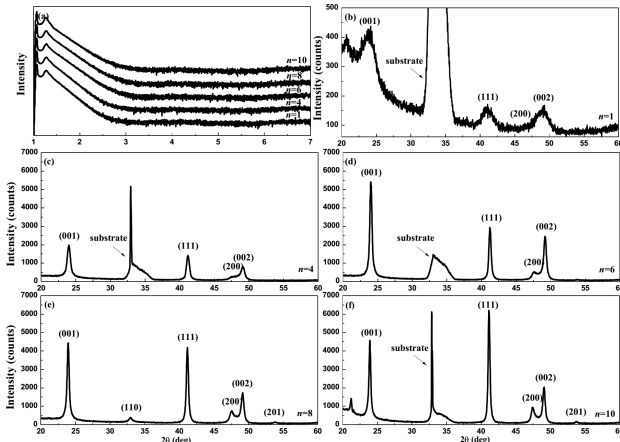 (a)
Intensity
n=10
n=8
n=6
n=4
n=1
1 2 3 4 5 6 7
(b)
Intensity (counts)
500
400
300
200
100
(001)
substrate
(111)
(200)
(002)
n=1
20 25 30 35 40 45 50 55 60
(c)
Intensity (counts)
7000
6000
5000
4000
3000
2000
1000
0
(001)
substrate
(111)
(200)
(002)
n=4
20 25 30 35 40 45 50 55 60
(d)
Intensity (counts)
7000
6000
5000
4000
3000
2000
1000
0
(001)
substrate
(111)
(200)
(002)
n=6
20 25 30 35 40 45 50 55 60
(e)
Intensity (counts)
7000
6000
5000
4000
3000
2000
1000
0
(001)
(110)
(111)
(200)
(002)
(201)
n=8
20 25 30 35 40 45 50 55 60
2θ (deg)
(f)
Intensity (counts)
7000
6000
5000
4000
3000
2000
1000
0
(001)
substrate
(111)
(200)
(002)
(201)
n=10
20 25 30 35 40 45 50 55 60
2θ (deg)